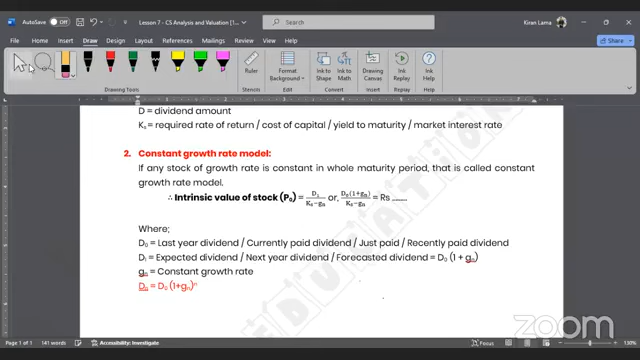 AutoSave Off
Lesson 7 - CS Analysis and Valuation
Search
Kiran Lama
File Home Insert Draw Design Layout References Mailings Review View Help
Share
Ruler
Format Background
Ink to Shape
Ink to Math
Drawing Canvas
Ink Replay
Ink Help
Drawing Tools
Convert
Insert
Replay
Help
D = dividend amount
Kₛ = required rate of return / cost of capital / yield to maturity / market interest rate
2. Constant growth rate model:
If any stock of growth rate is constant in whole maturity period, that is called constant
growth rate model.
∴ Intrinsic value of stock (P₀) = D₁/(Kₛ−gₙ) or, D₀(1+gₙ)/(Kₛ−gₙ) = Rs ........
Where;
D₀ = Last year dividend / Currently paid dividend / Just paid / Recently paid dividend
D₁ = Expected dividend / Next year dividend / Forecasted dividend = D₀ (1 + gₙ)
gₙ = Constant growth rate
Dₙ = D₀ (1+gₙ)ⁿ
EDUCATION
zoom
Page 1 of 1 141 words Accessibility: Investigate Focus 130%